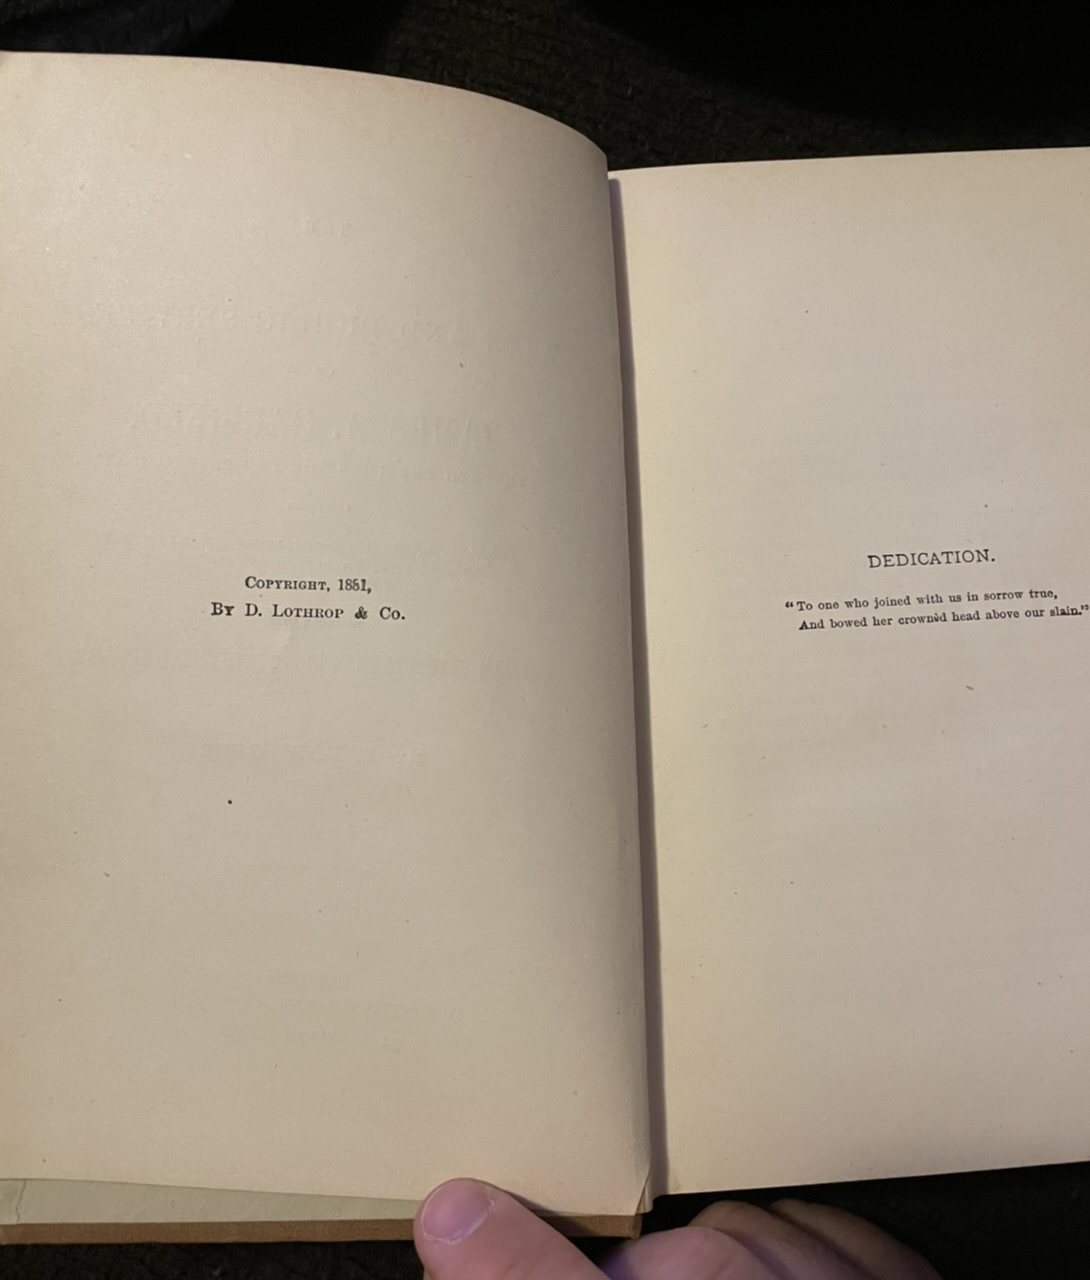 COPYRIGHT, 1881,
BY D. LOTHROP & CO.
DEDICATION.
“To one who joined with us in sorrow true,
And bowed her crownèd head above our slain.”